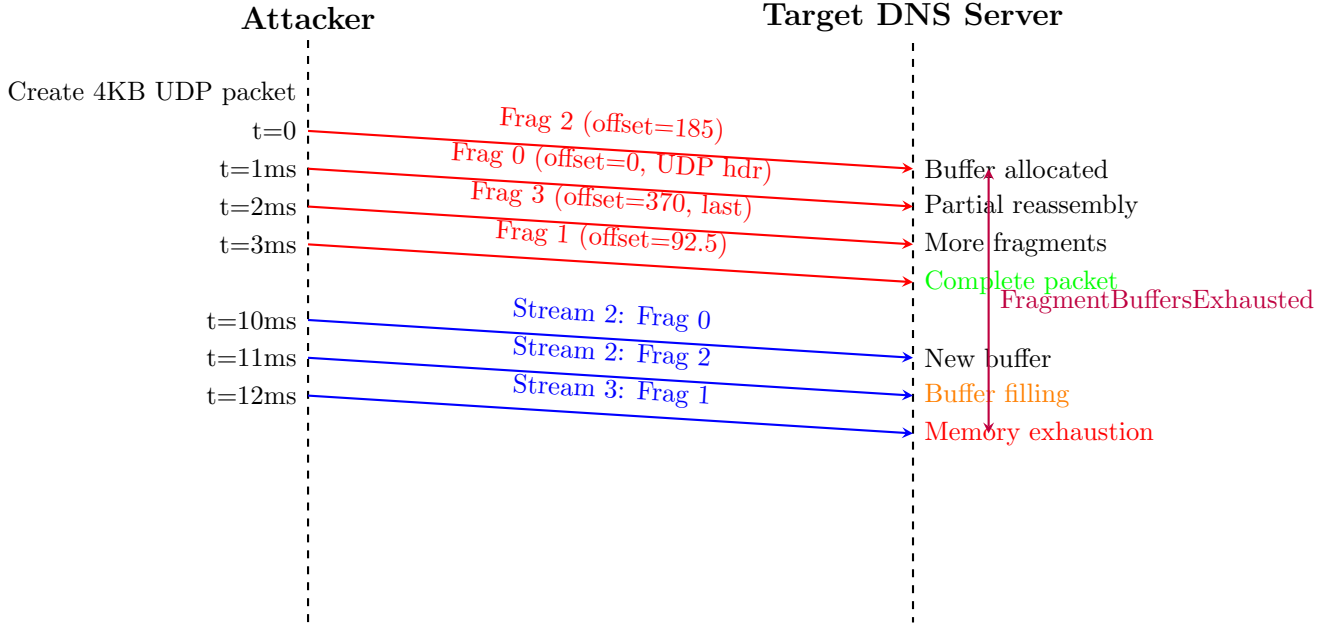 Attacker
Target DNS Server
Create 4KB UDP packet
t=0
Frag 2 (offset=185)
t=1ms
Frag 0 (offset=0, UDP hdr)
Buffer allocated
t=2ms
Frag 3 (offset=370, last)
Partial reassembly
t=3ms
Frag 1 (offset=92.5)
More fragments
Complete packet
FragmentBuffersExhausted
t=10ms
Stream 2: Frag 0
t=11ms
Stream 2: Frag 2
New buffer
t=12ms
Stream 3: Frag 1
Buffer filling
Memory exhaustion